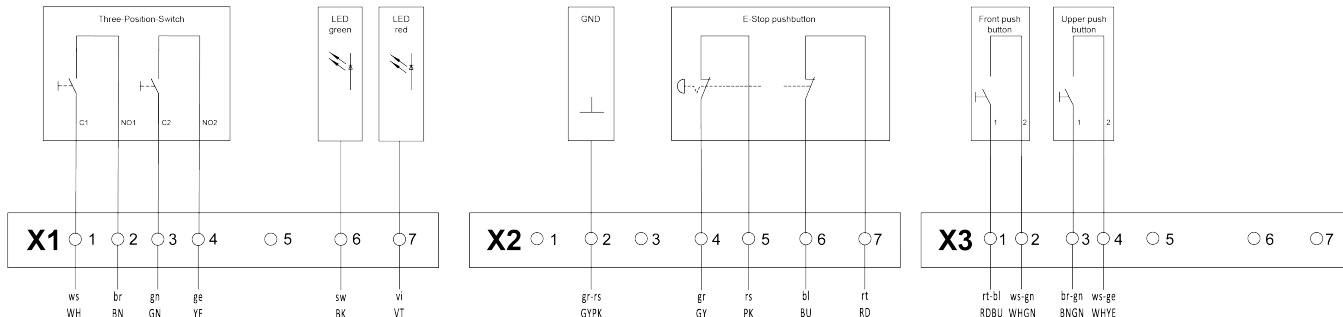 Three-Position-Switch
LED
green
LED
red
GND
E-Stop pushbutton
Front push
button
Upper push
button
C1 NO1 C2 NO2
1 2 1 2
X1 1 2 3 4 5 6 7
X2 1 2 3 4 5 6 7
X3 1 2 3 4 5 6 7
ws br gn ge sw vi gr-rs gr rs bl rt rt-bl ws-gn br-gn ws-ge
WH BN GN YE BK VT GYPK GY PK BU RD RDBU WHGN BNGN WHYE